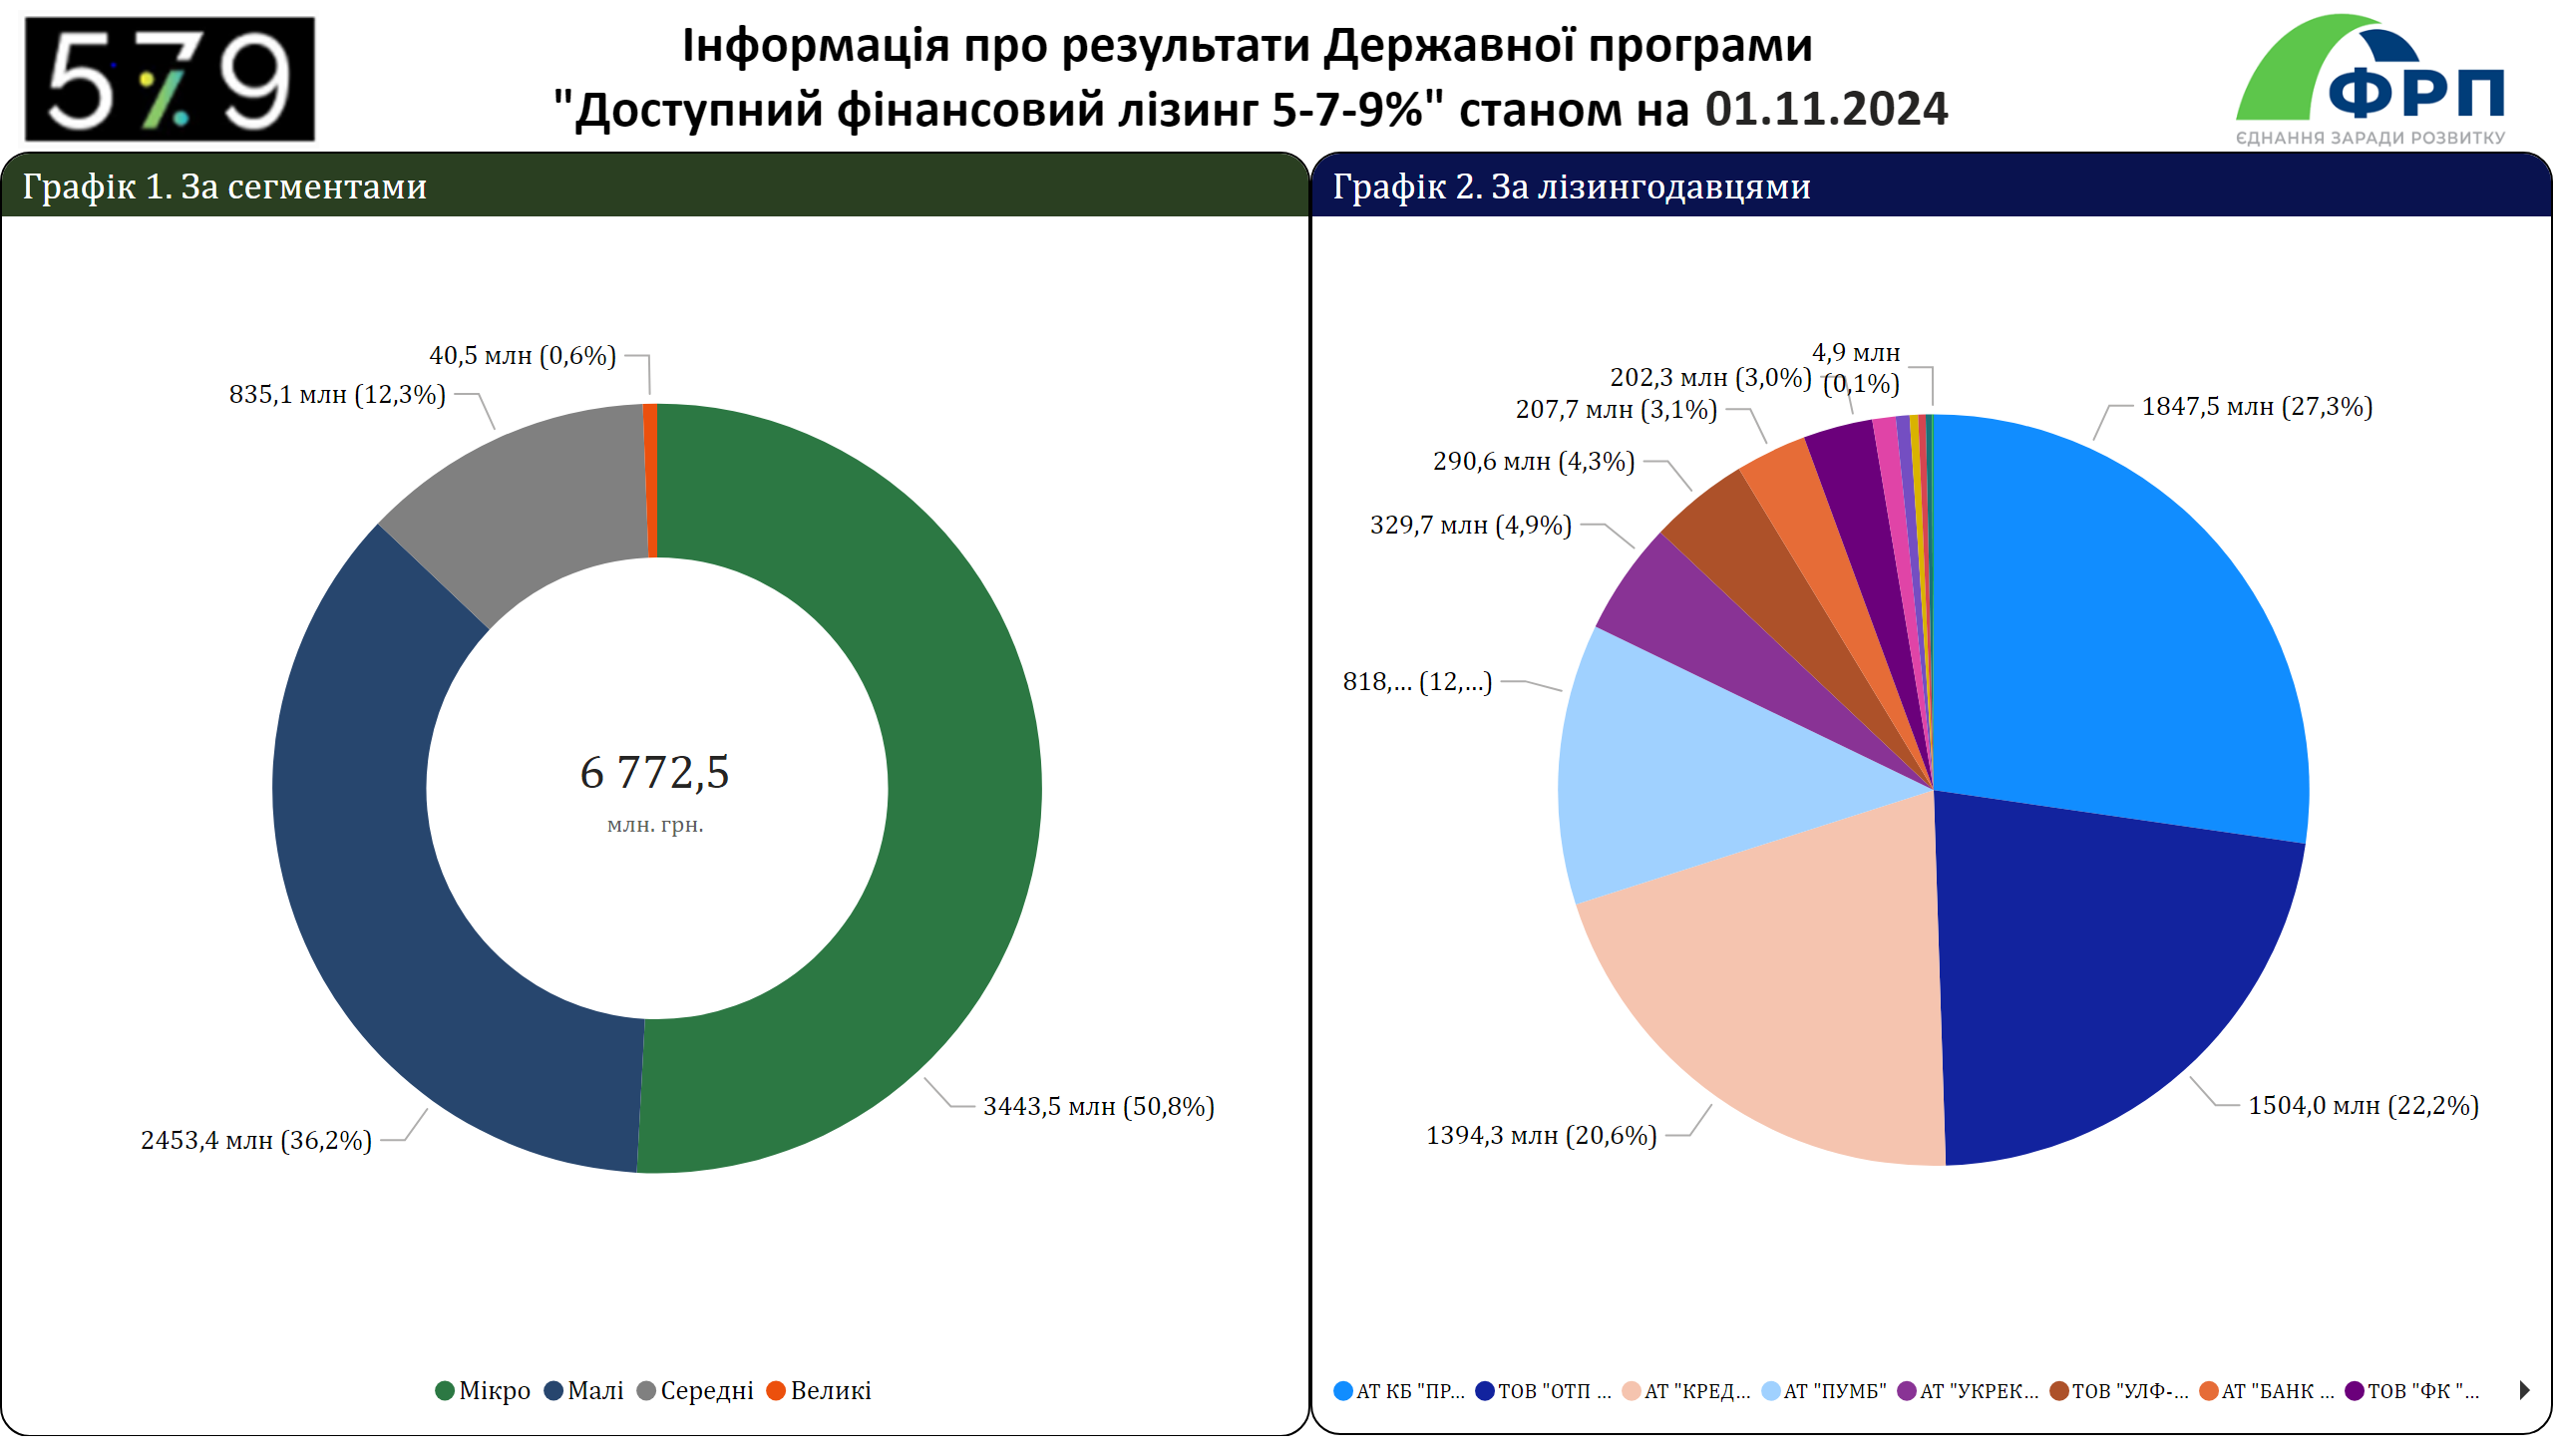 579
Інформація про результати Державної програми
"Доступний фінансовий лізинг 5-7-9%" станом на 01.11.2024
ФРП
ЄДНАННЯ ЗАРАДИ РОЗВИТКУ
Графік 1. За сегментами
40,5 млн (0,6%)
835,1 млн (12,3%)
6 772,5
млн. грн.
3443,5 млн (50,8%)
2453,4 млн (36,2%)
Мікро Малі Середні Великі
Графік 2. За лізингодавцями
4,9 млн
(0,1%)
202,3 млн (3,0%)
207,7 млн (3,1%)
1847,5 млн (27,3%)
290,6 млн (4,3%)
329,7 млн (4,9%)
818,... (12,...)
1504,0 млн (22,2%)
1394,3 млн (20,6%)
АТ КБ "ПР... ТОВ "ОТП ... АТ "КРЕД... АТ "ПУМБ" АТ "УКРЕК... ТОВ "УЛФ-... АТ "БАНК ... ТОВ "ФК "...